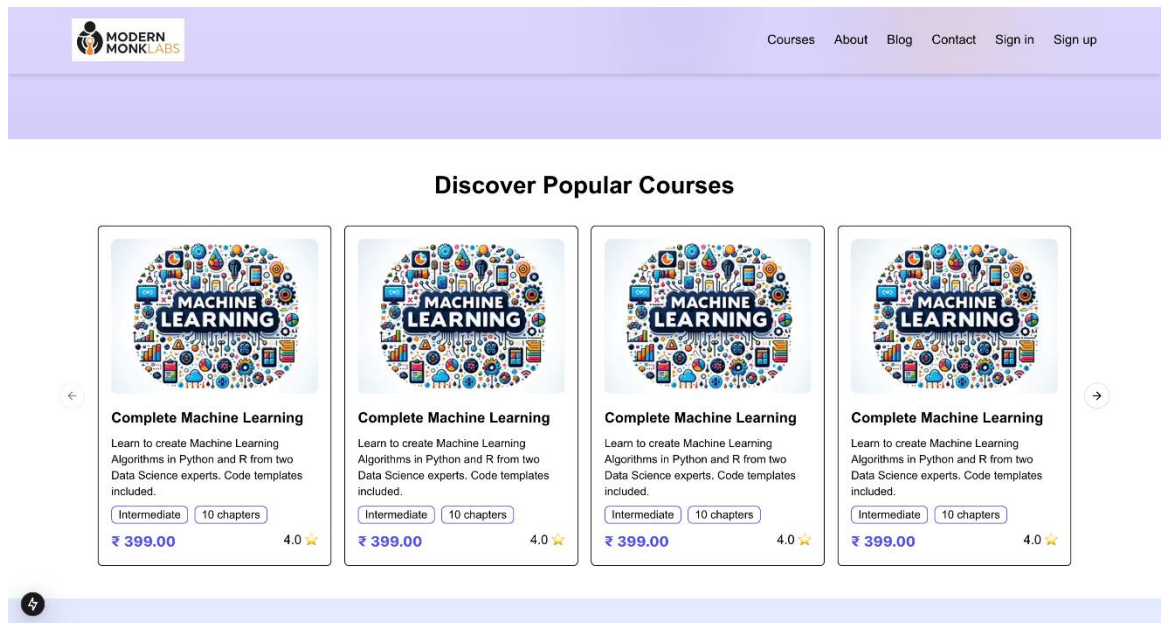 MODERN
MONKLABS
Courses About Blog Contact Sign in Sign up
Discover Popular Courses
MACHINE
LEARNING
Complete Machine Learning
Learn to create Machine Learning
Algorithms in Python and R from two
Data Science experts. Code templates
included.
Intermediate 10 chapters
₹ 399.00 4.0
MACHINE
LEARNING
Complete Machine Learning
Learn to create Machine Learning
Algorithms in Python and R from two
Data Science experts. Code templates
included.
Intermediate 10 chapters
₹ 399.00 4.0
MACHINE
LEARNING
Complete Machine Learning
Learn to create Machine Learning
Algorithms in Python and R from two
Data Science experts. Code templates
included.
Intermediate 10 chapters
₹ 399.00 4.0
MACHINE
LEARNING
Complete Machine Learning
Learn to create Machine Learning
Algorithms in Python and R from two
Data Science experts. Code templates
included.
Intermediate 10 chapters
₹ 399.00 4.0